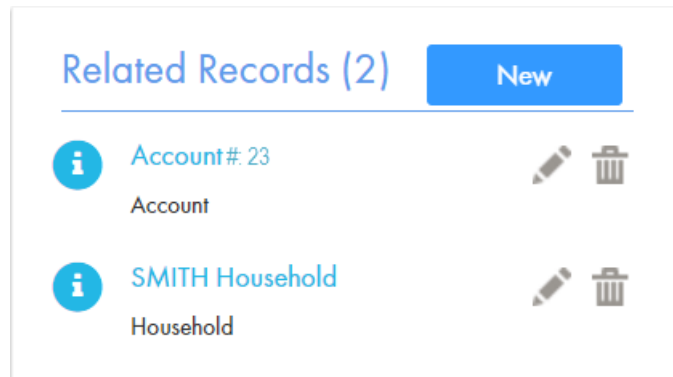 Related Records (2)
New
Account#: 23
Account
SMITH Household
Household